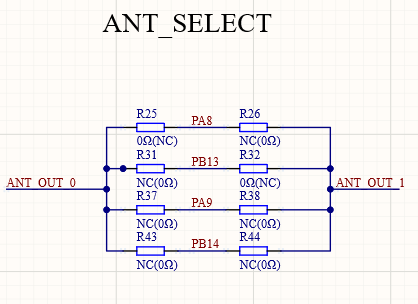 ANT_SELECT
R25 R26
PA8
0Ω(NC) NC(0Ω)
R31 R32
PB13
ANT_OUT_0 NC(0Ω) 0Ω(NC) ANT_OUT_1
R37 R38
PA9
NC(0Ω) NC(0Ω)
R43 R44
PB14
NC(0Ω) NC(0Ω)